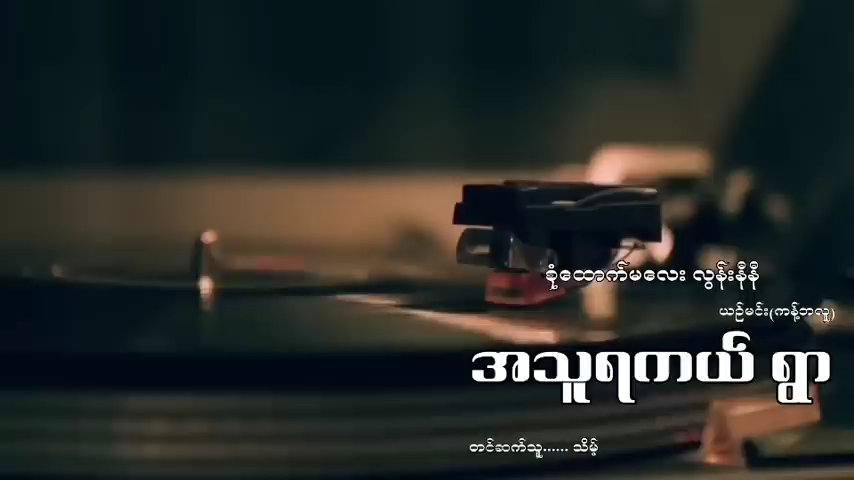 စုံထောက်မလေး လွန်းနီနီ
ယဉ်မင်း(ကန့်ဘလူ)
အသူရကယ် ရွာ
တင်ဆက်သူ...... သိမ့်